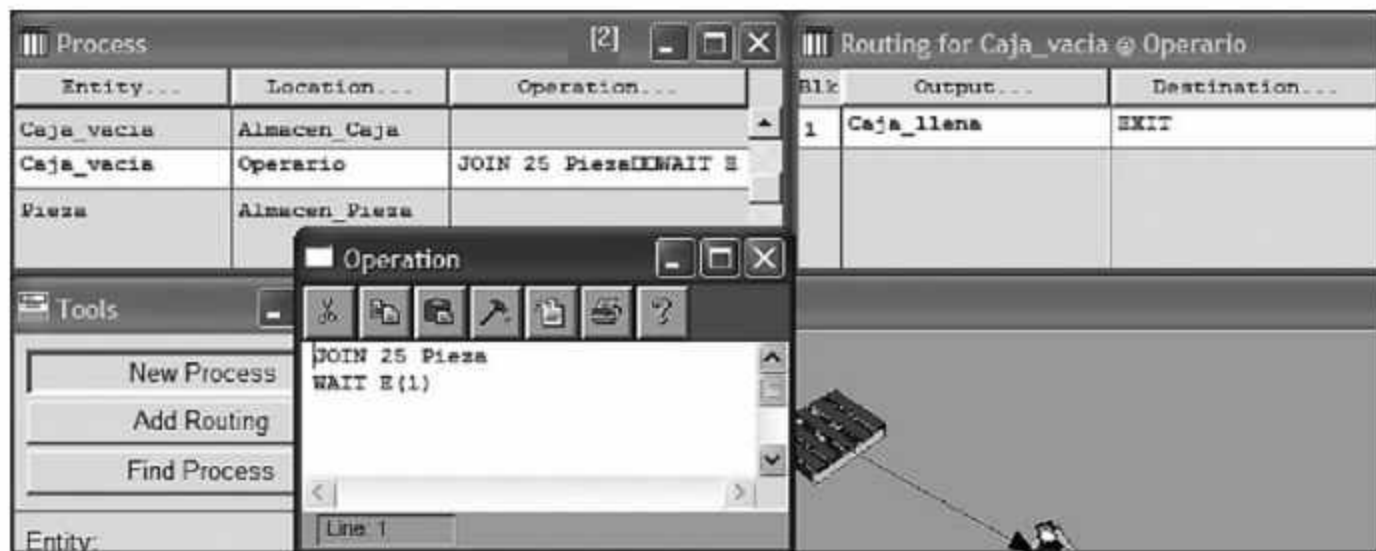 Process [2]
Entity... Location... Operation...
Caja_vacia Almacen_Caja
Caja_vacia Operario JOIN 25 Pieza▯▯WAIT E
Pieza Almacen_Pieza
Routing for Caja_vacia @ Operario
Blk Output... Destination...
1 Caja_llena EXIT
Tools
New Process
Add Routing
Find Process
Entity:
Operation
JOIN 25 Pieza
WAIT E(1)
Line: 1